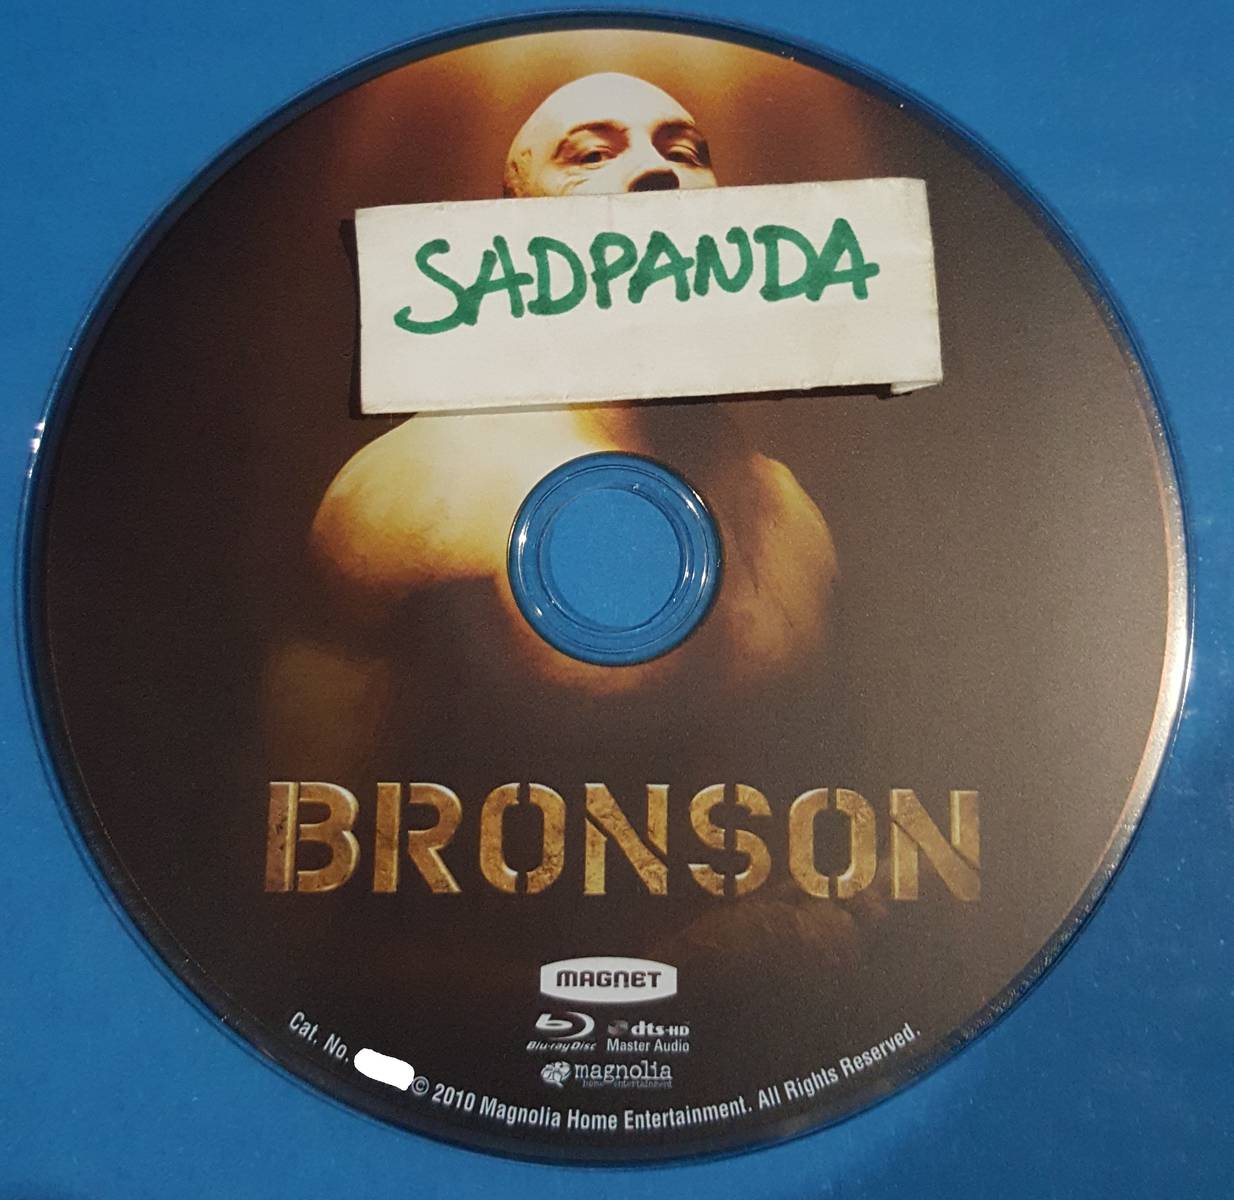 SADPANDA
BRONSON
MAGNET
Blu-ray Disc
dts-HD
Master Audio
magnolia
home entertainment
Cat. No. © 2010 Magnolia Home Entertainment. All Rights Reserved.